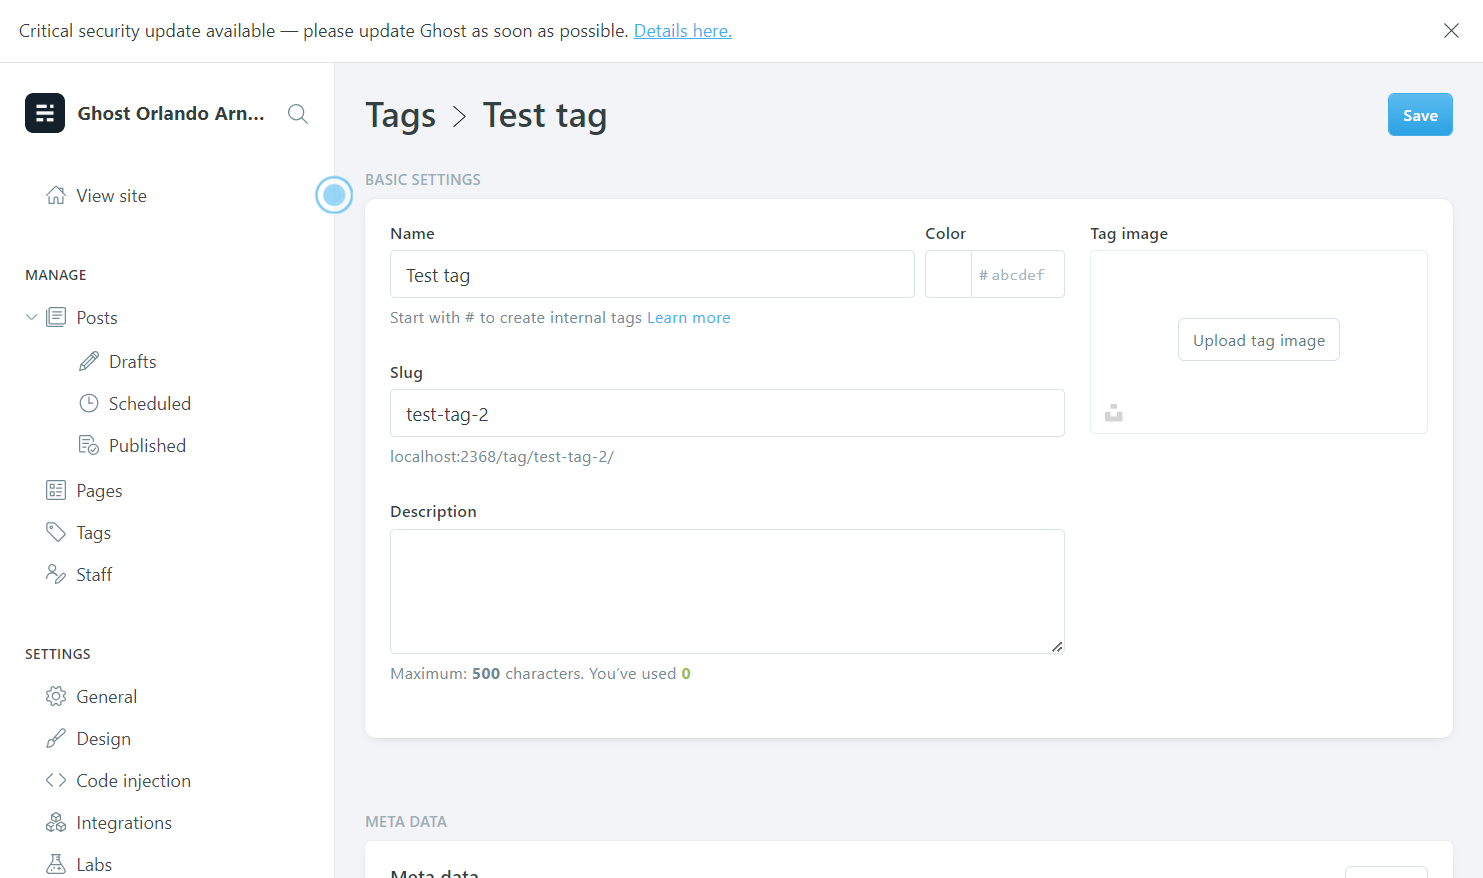 Critical security update available — please update Ghost as soon as possible. Details here.
Ghost Orlando Arn...
View site
MANAGE
Posts
Drafts
Scheduled
Published
Pages
Tags
Staff
SETTINGS
General
Design
Code injection
Integrations
Labs
Tags > Test tag
Save
BASIC SETTINGS
Name
Test tag
Start with # to create internal tags Learn more
Color
# abcdef
Slug
test-tag-2
localhost:2368/tag/test-tag-2/
Description
Maximum: 500 characters. You’ve used 0
Tag image
Upload tag image
META DATA
Meta data